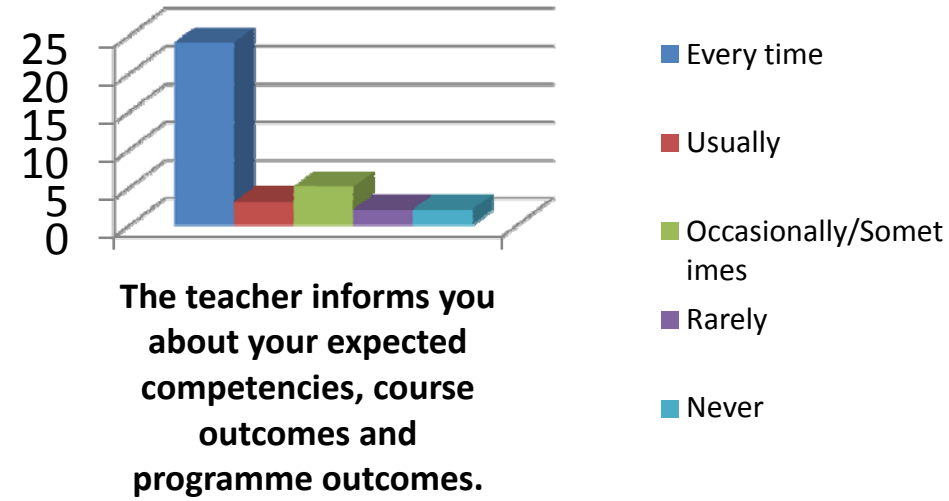 25
20
15
10
5
0
The teacher informs you
about your expected
competencies, course
outcomes and
programme outcomes.
Every time
Usually
Occasionally/Somet
imes
Rarely
Never